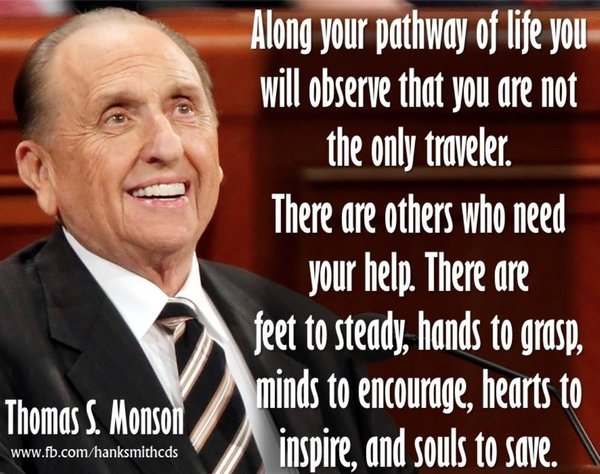 Along your pathway of life you
will observe that you are not
the only traveler.
There are others who need
your help. There are
feet to steady, hands to grasp,
minds to encourage, hearts to
inspire, and souls to save.
Thomas S. Monson
www.fb.com/hanksmithcds